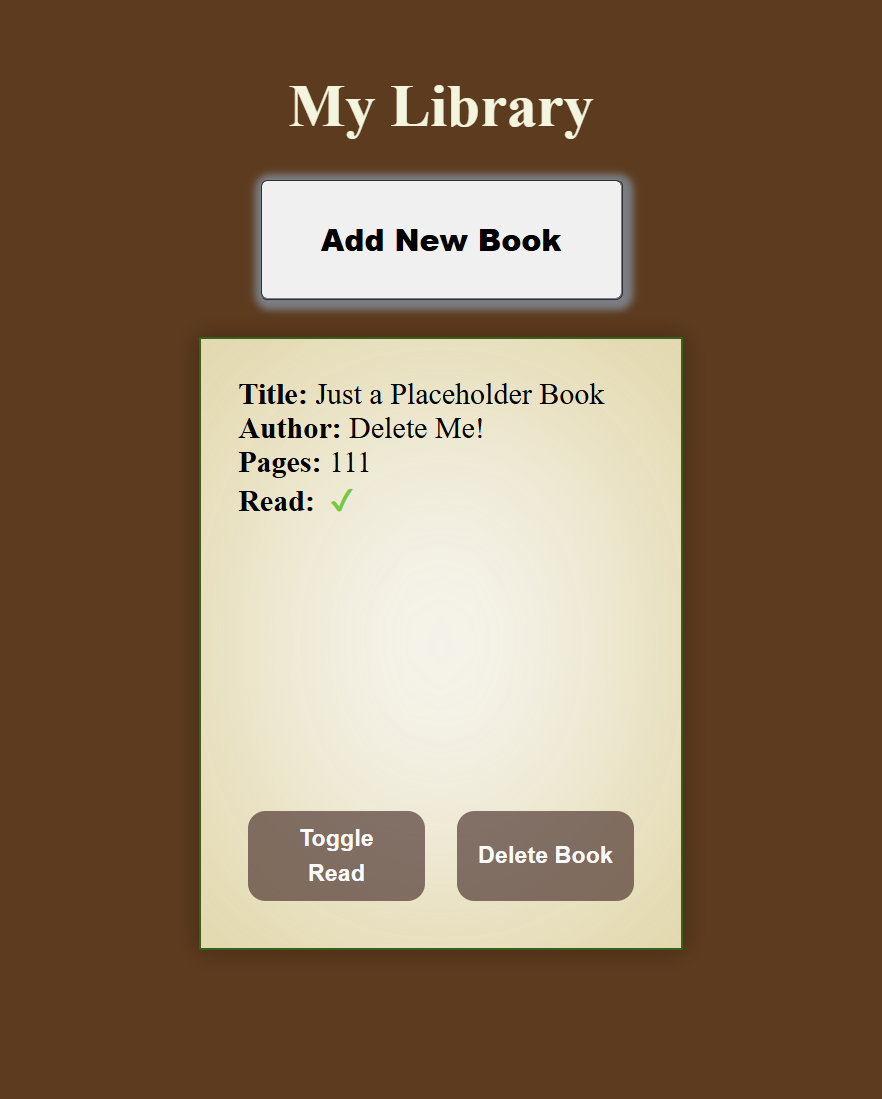 My Library
Add New Book
Title: Just a Placeholder Book
Author: Delete Me!
Pages: 111
Read: ✓
Toggle
Read
Delete Book